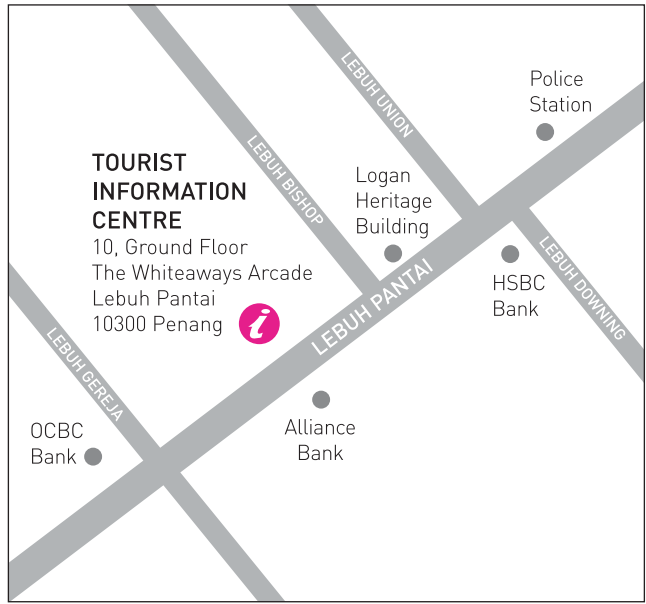 LEBUH UNION
Police
Station
LEBUH BISHOP
TOURIST
INFORMATION
CENTRE
10, Ground Floor
The Whiteaways Arcade
Lebuh Pantai
10300 Penang
i
Logan
Heritage
Building
LEBUH PANTAI
HSBC
Bank
LEBUH DOWNING
LEBUH GEREJA
OCBC
Bank
Alliance
Bank